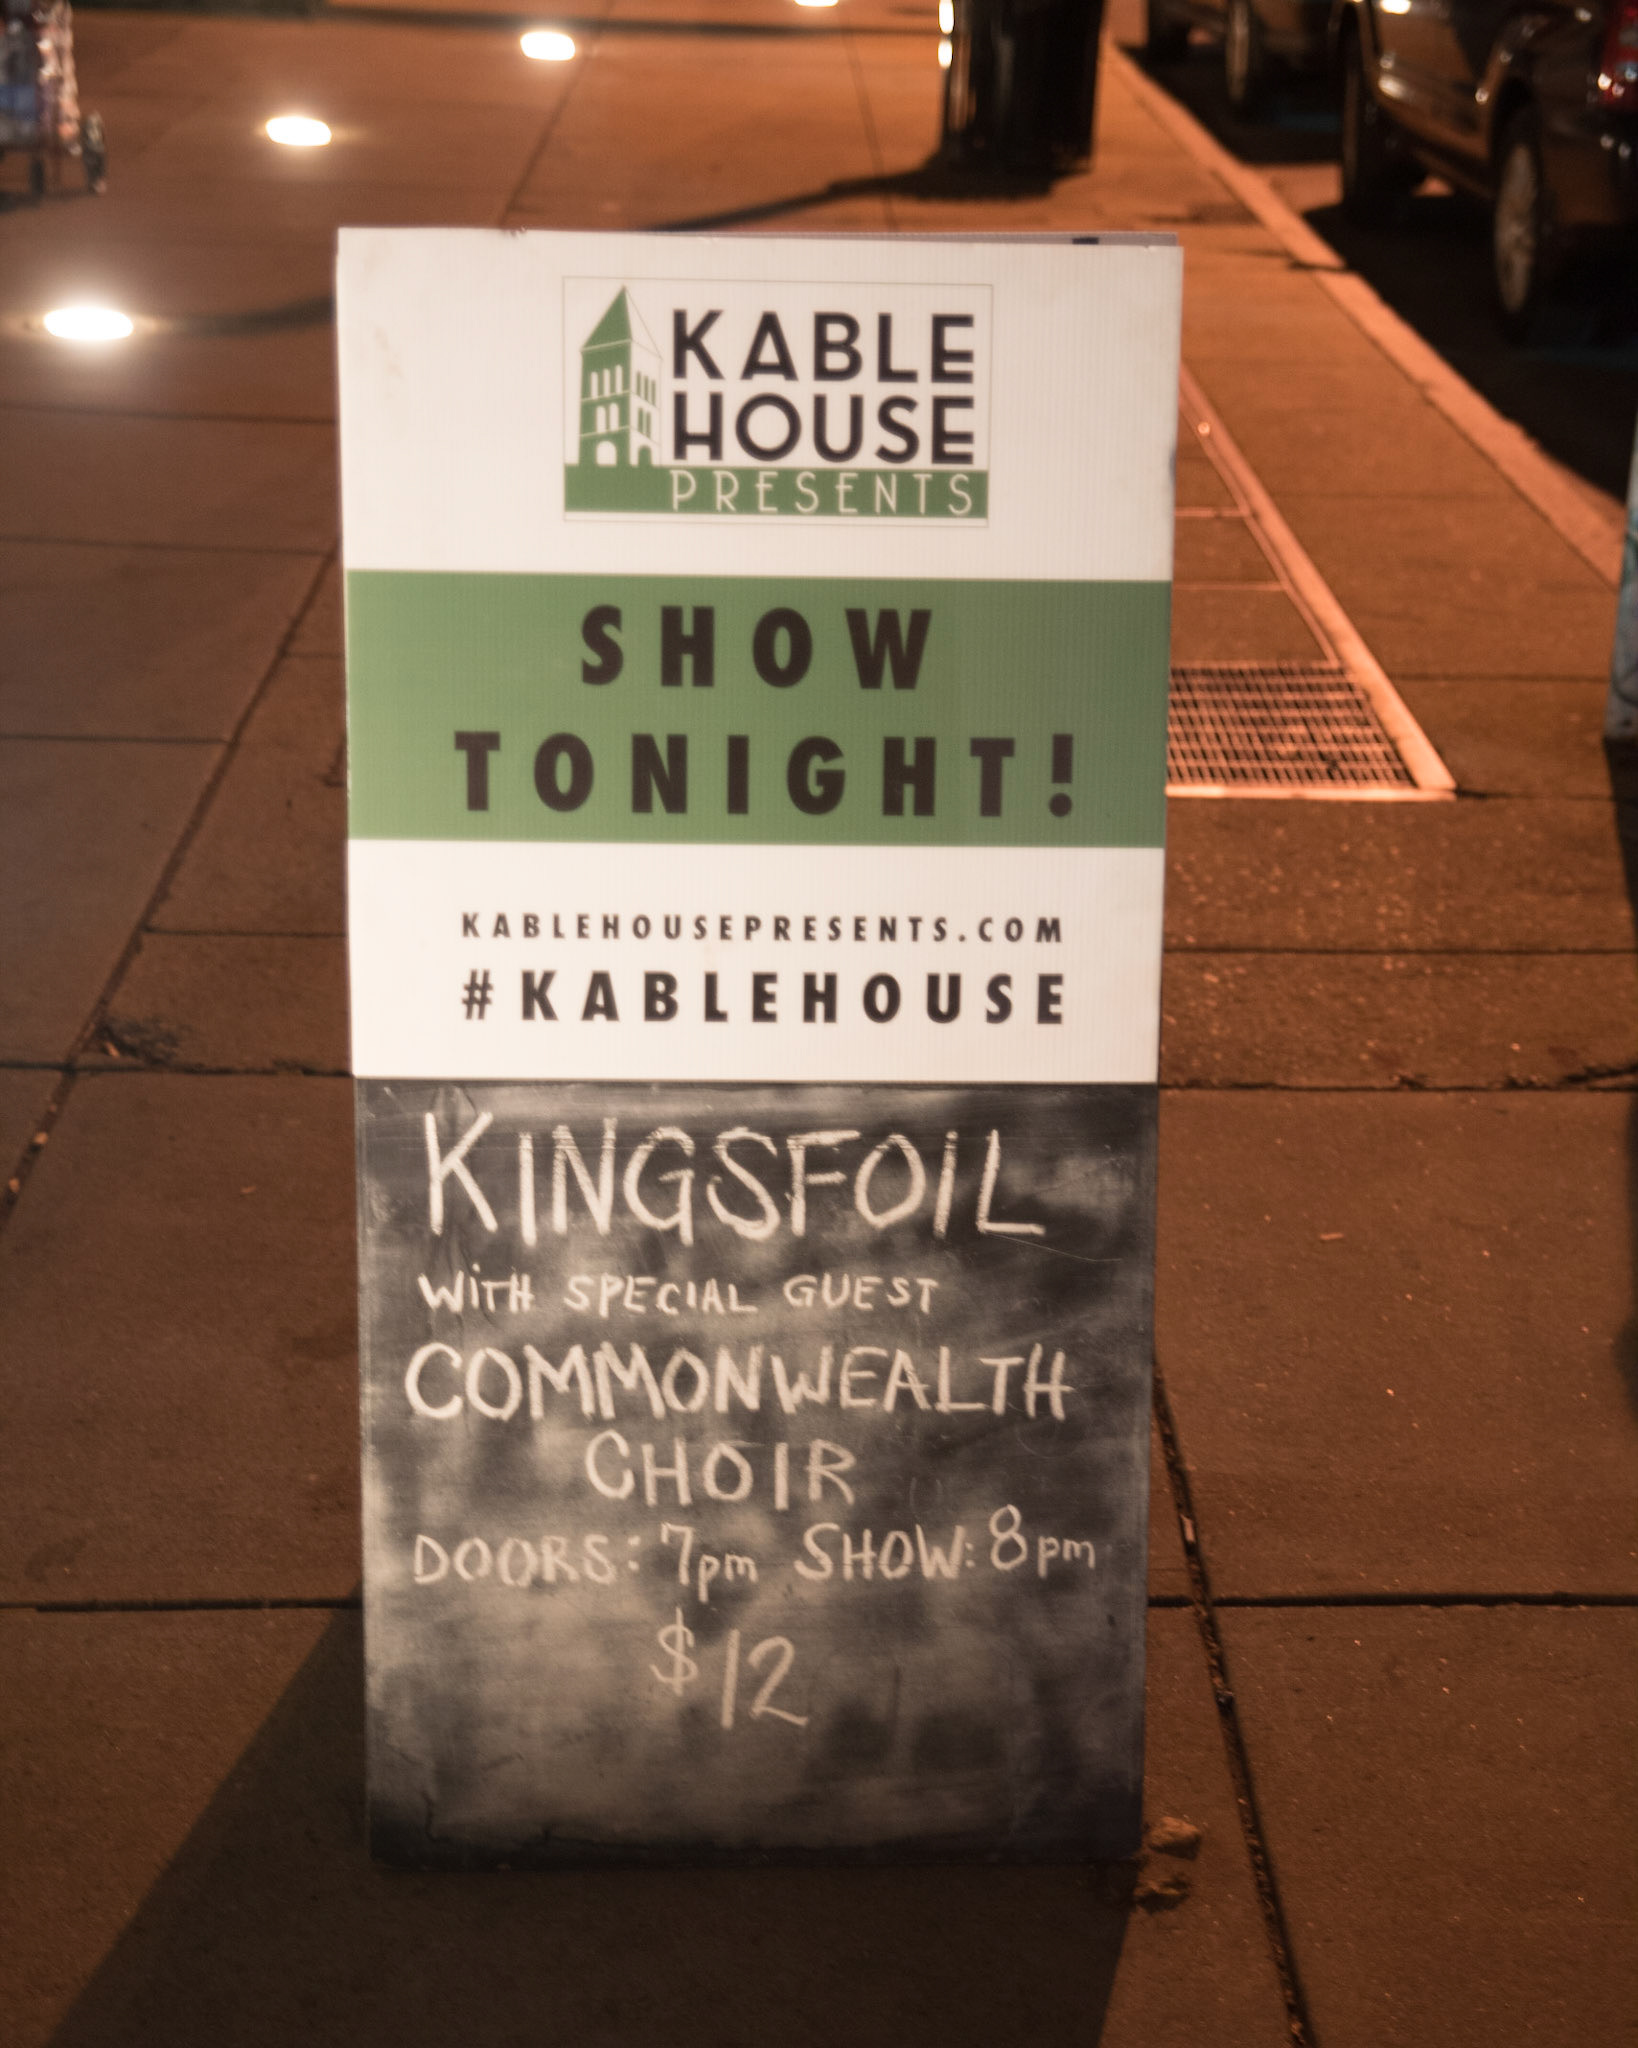 KABLE
HOUSE
PRESENTS
SHOW
TONIGHT!
KABLEHOUSEPRESENTS.COM
#KABLEHOUSE
KINGSFOIL
WITH SPECIAL GUEST
COMMONWEALTH
CHOIR
DOORS: 7pm SHOW: 8pm
$12